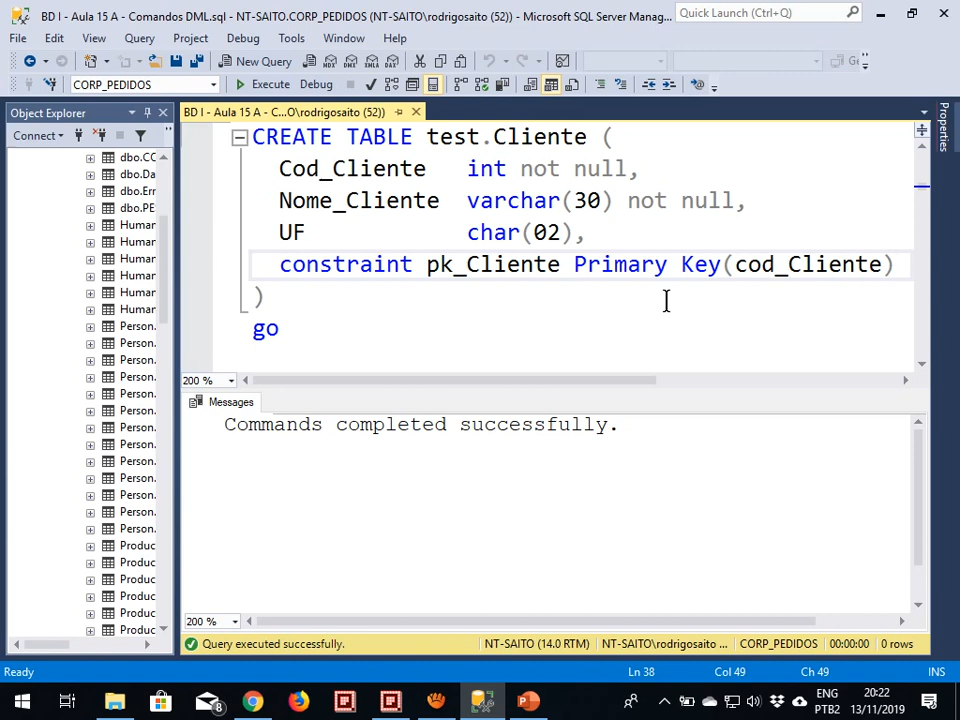 BD I - Aula 15 A - Comandos DML.sql - NT-SAITO.CORP_PEDIDOS (NT-SAITO\rodrigosaito (52)) - Microsoft SQL Server Manag...
Quick Launch (Ctrl+Q)
File Edit View Query Project Debug Tools Window Help
New Query
CORP_PEDIDOS Execute Debug
Object Explorer
BD I - Aula 15 A - C...O\rodrigosaito (52))
Properties
Connect
dbo.CC
dbo.Da
dbo.Err
dbo.PE
Human
Human
Human
Human
Human
Human
Person.
Person.
Person.
Person.
Person.
Person.
Person.
Person.
Person.
Person.
Person.
Person.
Person.
Produc
Produc
Produc
Produc
Produc
Produc
CREATE TABLE test.Cliente (
Cod_Cliente int not null,
Nome_Cliente varchar(30) not null,
UF char(02),
constraint pk_Cliente Primary Key(cod_Cliente)
)
go
200 %
Messages
Commands completed successfully.
200 %
Query executed successfully. NT-SAITO (14.0 RTM) NT-SAITO\rodrigosaito ... CORP_PEDIDOS 00:00:00 0 rows
Ready Ln 38 Col 49 Ch 49 INS
8
ENG
PTB2
20:22
13/11/2019